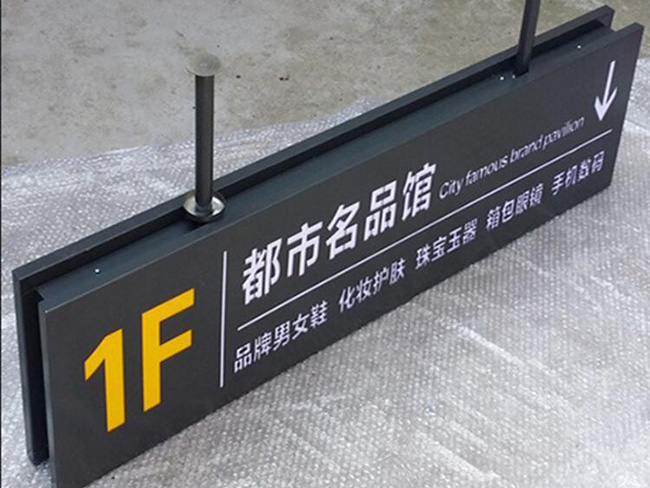 1F
都市名品馆 City famous brand pavilion ↓
品牌男女鞋 化妆护肤 珠宝玉器 箱包眼镜 手机数码